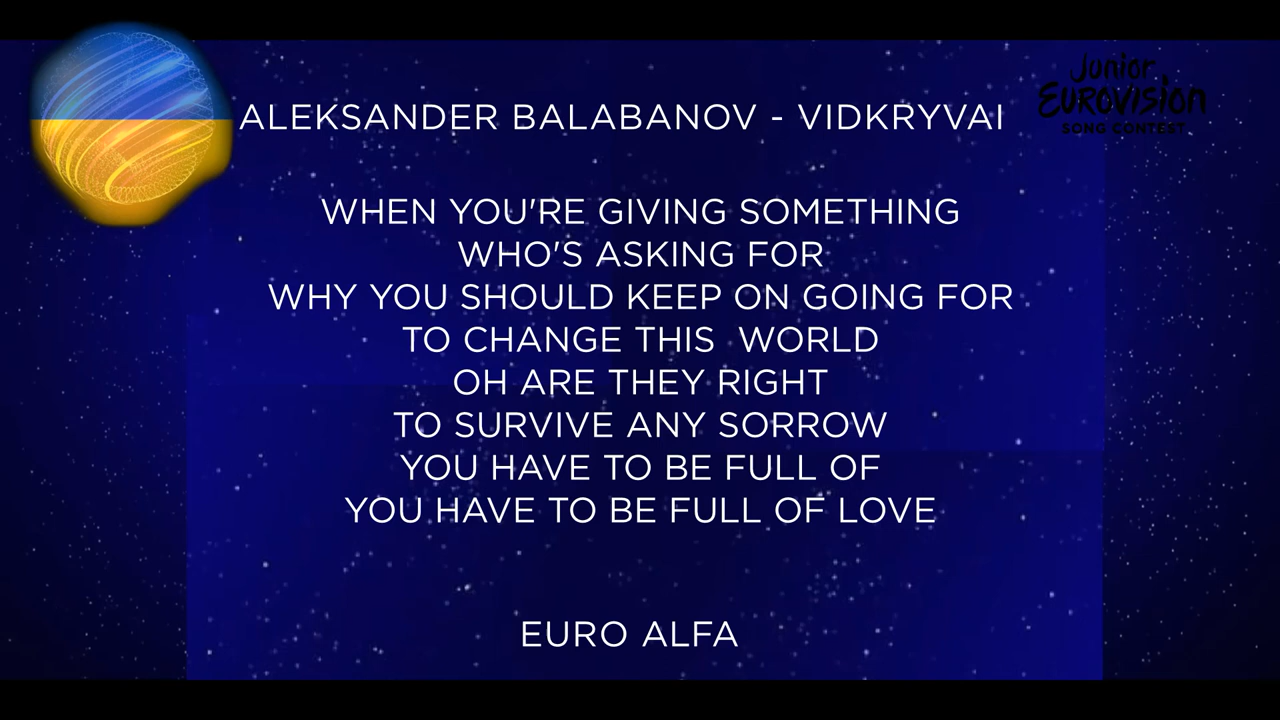 Junior
EUROVISION
SONG CONTEST
ALEKSANDER BALABANOV - VIDKRYVAI
WHEN YOU'RE GIVING SOMETHING
WHO'S ASKING FOR
WHY YOU SHOULD KEEP ON GOING FOR
TO CHANGE THIS  WORLD
OH ARE THEY RIGHT
TO SURVIVE ANY SORROW
YOU HAVE TO BE FULL OF
YOU HAVE TO BE FULL OF LOVE
EURO ALFA